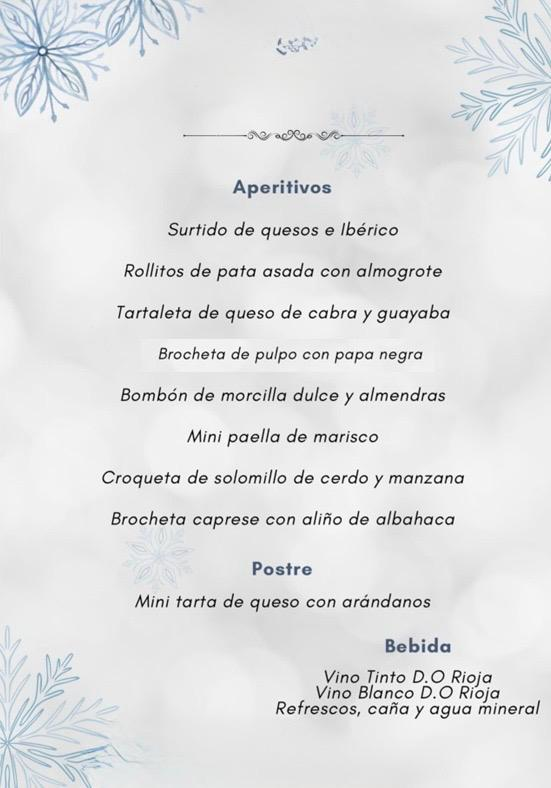 Aperitivos
Surtido de quesos e Ibérico
Rollitos de pata asada con almogrote
Tartaleta de queso de cabra y guayaba
Brocheta de pulpo con papa negra
Bombón de morcilla dulce y almendras
Mini paella de marisco
Croqueta de solomillo de cerdo y manzana
Brocheta caprese con aliño de albahaca
Postre
Mini tarta de queso con arándanos
Bebida
Vino Tinto D.O Rioja
Vino Blanco D.O Rioja
Refrescos, caña y agua mineral